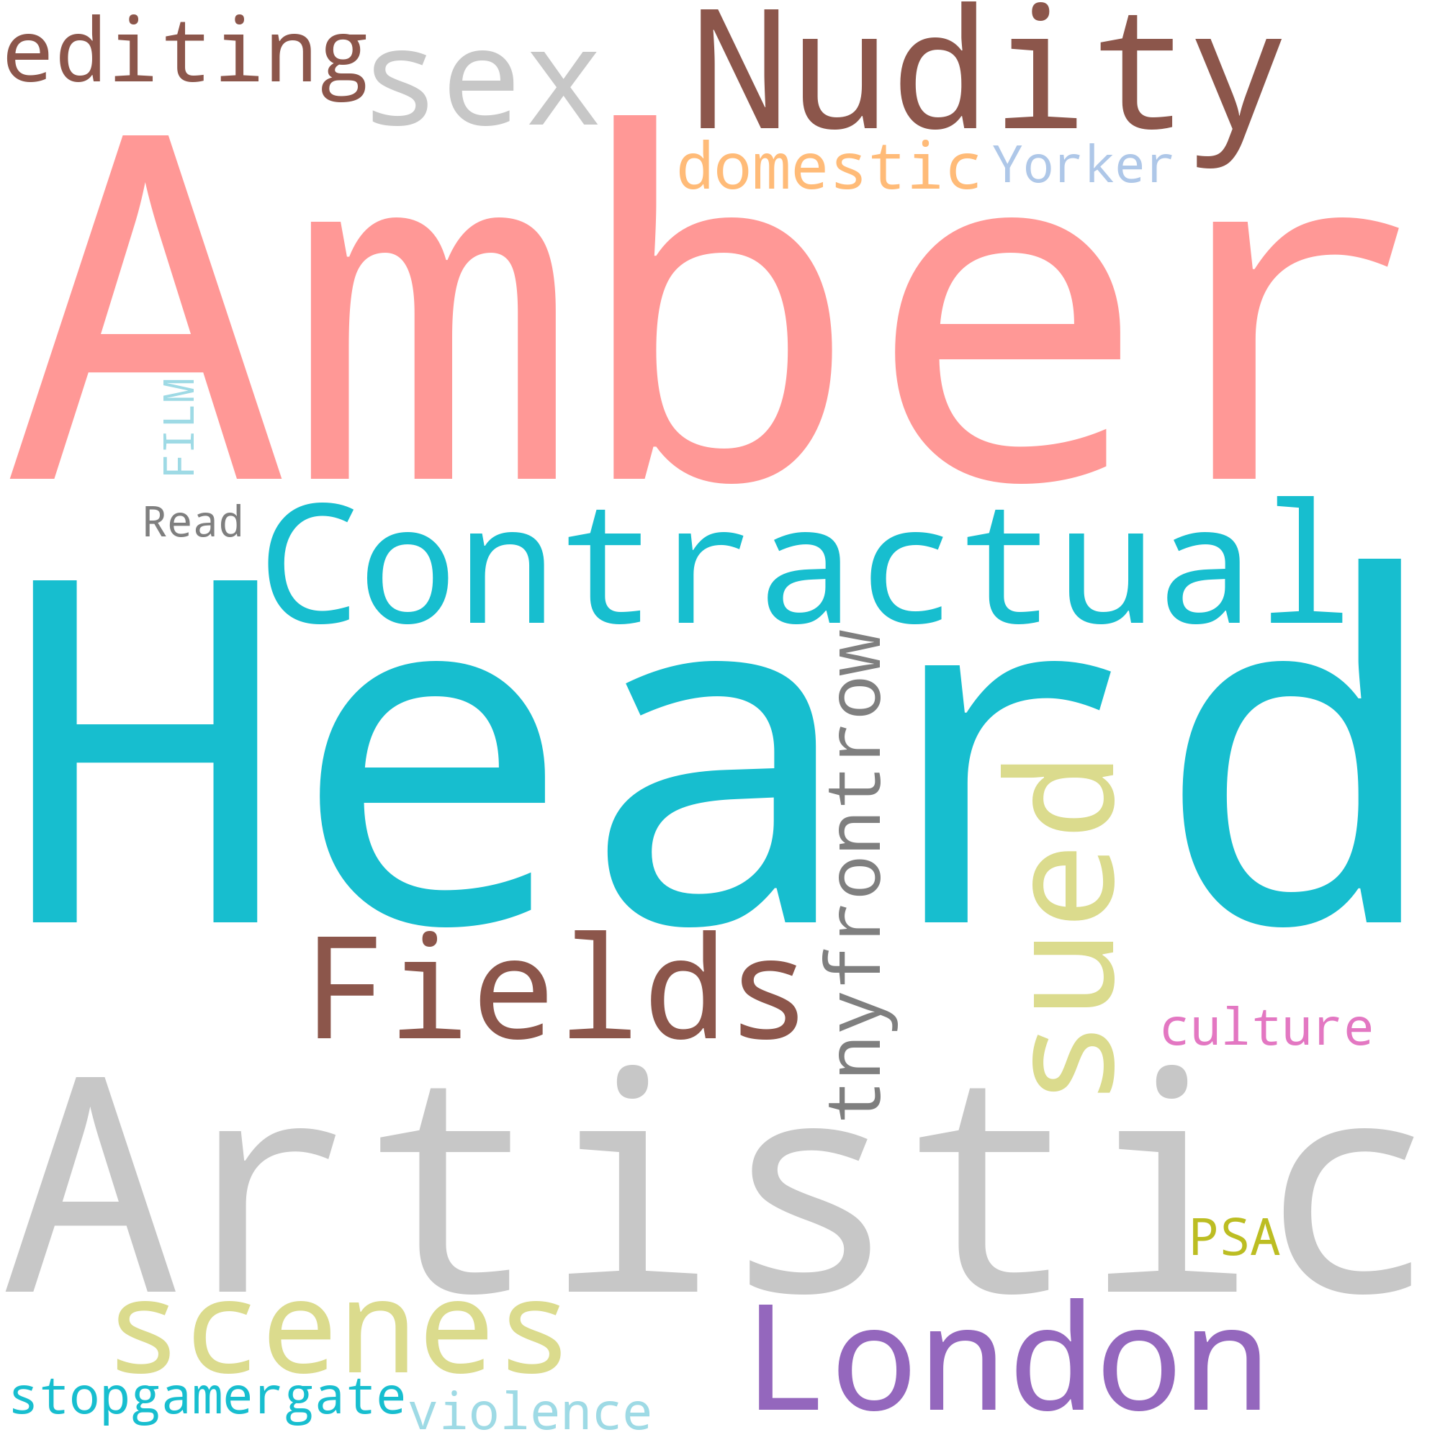 editing
sex
Nudity
domestic
Yorker
Amber
FILM
Read
Contractual
Heard
tnyfrontrow
sued
Fields
culture
Artistic
PSA
scenes
London
stopgamergate
violence